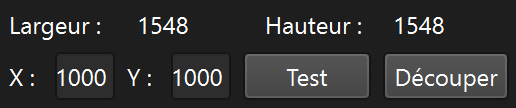 Largeur : 1548 Hauteur : 1548
X : 1000 Y : 1000 Test Découper